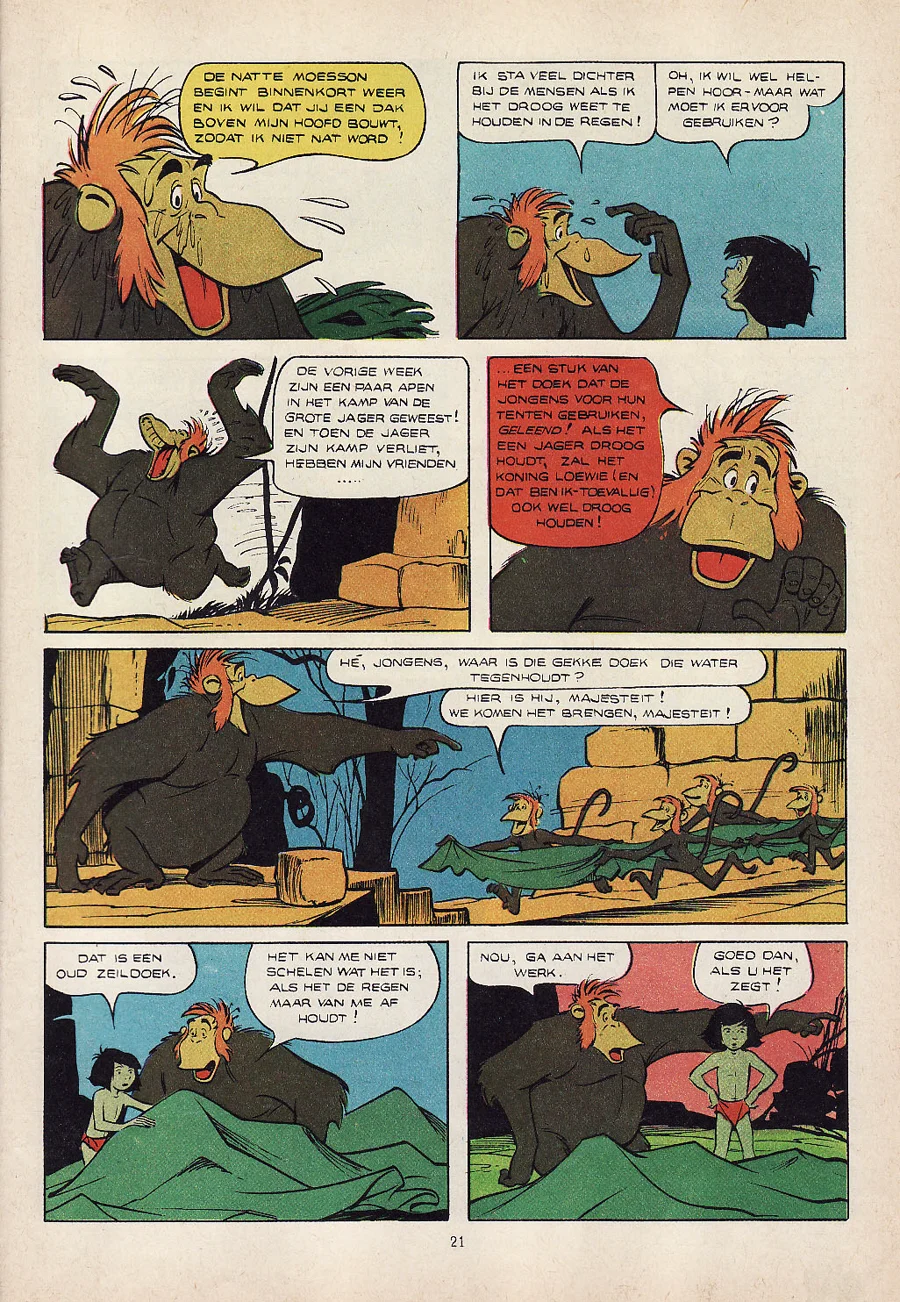 DE NATTE MOESSON
BEGINT BINNENKORT WEER
EN IK WIL DAT JIJ EEN DAK
BOVEN MIJN HOOFD BOUWT,
ZODAT IK NIET NAT WORD !
IK STA VEEL DICHTER
BIJ DE MENSEN ALS IK
HET DROOG WEET TE
HOUDEN IN DE REGEN !
OH, IK WIL WEL HEL-
PEN HOOR - MAAR WAT
MOET IK ERVOOR
GEBRUIKEN ?
DE VORIGE WEEK
ZIJN EEN PAAR APEN
IN HET KAMP VAN DE
GROTE JAGER GEWEEST!
EN TOEN DE JAGER
ZIJN KAMP VERLIET,
HEBBEN MIJN VRIENDEN
.....
...EEN STUK VAN
HET DOEK DAT DE
JONGENS VOOR HUN
TENTEN GEBRUIKEN,
GELEEND! ALS HET
EEN JAGER DROOG
HOUDT, ZAL HET
KONING LOEWIE (EN
DAT BEN IK-TOEVALLIG)
OOK WEL DROOG
HOUDEN!
HÉ, JONGENS, WAAR IS DIE GEKKE DOEK DIE WATER
TEGENHOUDT ?
HIER IS HIJ, MAJESTEIT !
WE KOMEN HET BRENGEN, MAJESTEIT !
DAT IS EEN
OUD ZEILDOEK.
HET KAN ME NIET
SCHELEN WAT HET IS;
ALS HET DE REGEN
MAAR VAN ME AF
HOUDT !
NOU, GA AAN HET
WERK.
GOED DAN,
ALS U HET
ZEGT !
21